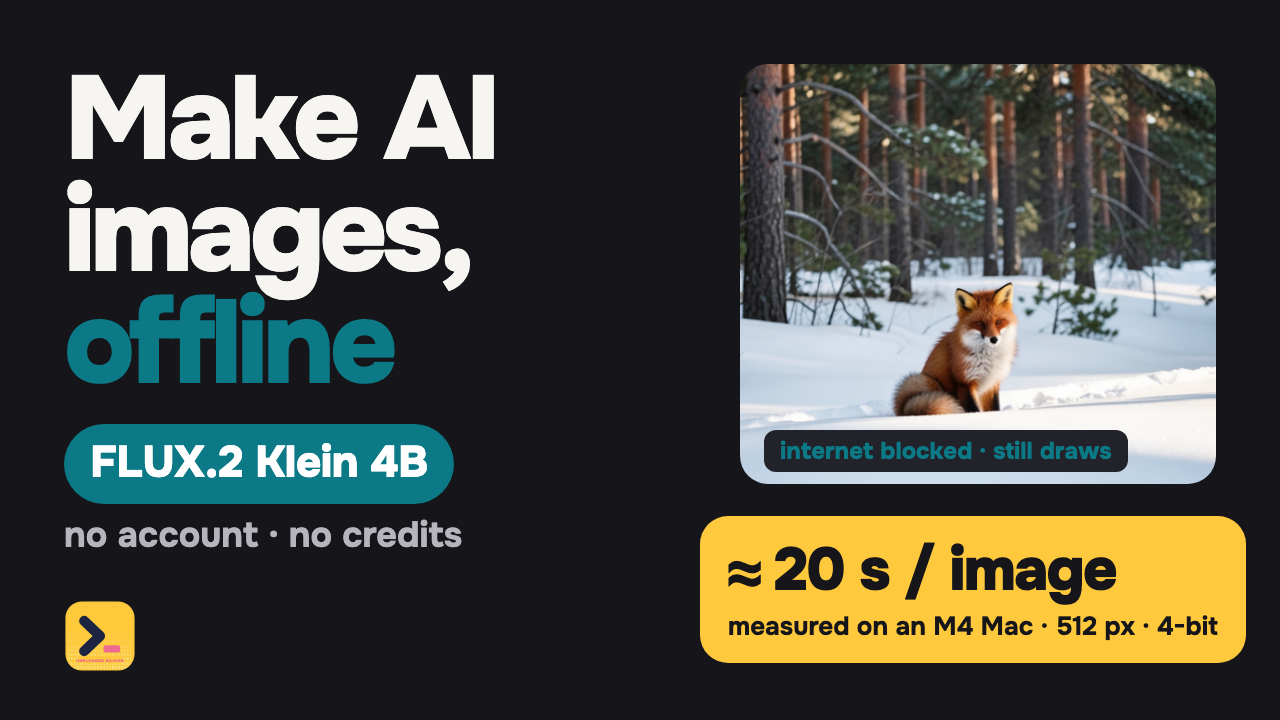 Make AI
images,
offline
FLUX.2 Klein 4B
no account · no credits
internet blocked · still draws
≈ 20 s / image
measured on an M4 Mac · 512 px · 4-bit